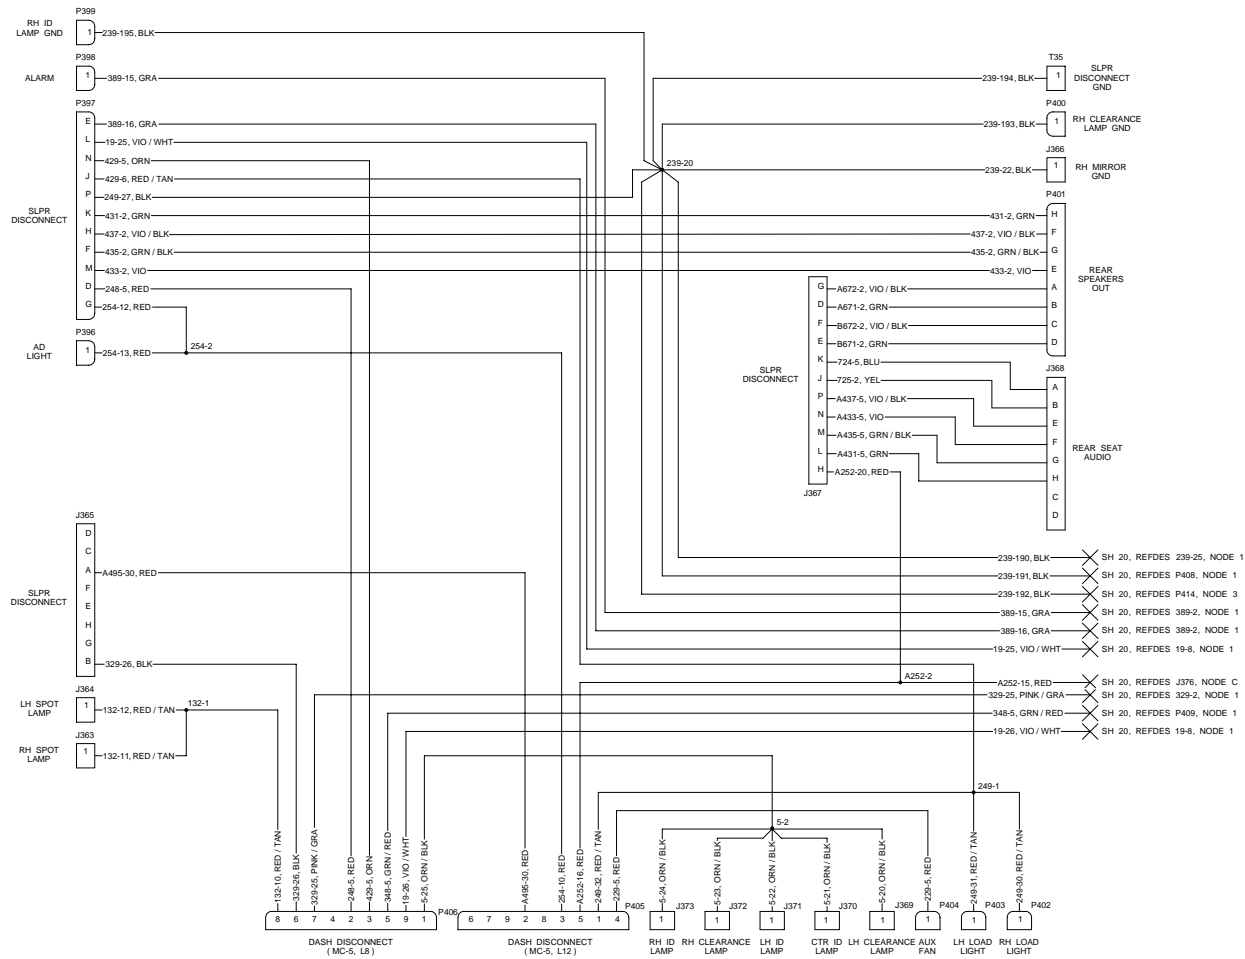 P399
RH ID
LAMP GND
1
239-195, BLK
P398
ALARM
1
389-15, GRA
P397
SLPR
DISCONNECT
E 389-16, GRA
L 19-25, VIO / WHT
N 429-5, ORN
J 429-6, RED / TAN
P 249-27, BLK
K 431-2, GRN
H 437-2, VIO / BLK
F 435-2, GRN / BLK
M 433-2, VIO
D 248-5, RED
G 254-12, RED
P396
AD
LIGHT
1
254-13, RED
254-2
239-20
T35
239-194, BLK
1
SLPR
DISCONNECT
GND
P400
239-193, BLK
1
RH CLEARANCE
LAMP GND
J366
239-22, BLK
1
RH MIRROR
GND
P401
431-2, GRN H
437-2, VIO / BLK F
435-2, GRN / BLK G
433-2, VIO E
A
B
C
D
REAR
SPEAKERS
OUT
SLPR
DISCONNECT
G A672-2, VIO / BLK
D A671-2, GRN
F B672-2, VIO / BLK
E B671-2, GRN
K 724-5, BLU
J 725-2, YEL
P A437-5, VIO / BLK
N A433-5, VIO
M A435-5, GRN / BLK
L A431-5, GRN
H A252-20, RED
J367
J368
A
B
E
F
G
H
C
D
REAR SEAT
AUDIO
J365
SLPR
DISCONNECT
D
C
A A495-30, RED
F
E
H
G
B 329-26, BLK
J364
LH SPOT
LAMP
1
132-12, RED / TAN
132-1
J363
RH SPOT
LAMP
1
132-11, RED / TAN
239-190, BLK SH 20, REFDES 239-25, NODE 1
239-191, BLK SH 20, REFDES P408, NODE 1
239-192, BLK SH 20, REFDES P414, NODE 3
389-15, GRA SH 20, REFDES 389-2, NODE 1
389-16, GRA SH 20, REFDES 389-2, NODE 1
19-25, VIO / WHT SH 20, REFDES 19-8, NODE 1
A252-2
A252-15, RED SH 20, REFDES J376, NODE C
329-25, PINK / GRA SH 20, REFDES 329-2, NODE 1
348-5, GRN / RED SH 20, REFDES P409, NODE 1
19-26, VIO / WHT SH 20, REFDES 19-8, NODE 1
249-1
5-2
132-10, RED / TAN
329-26, BLK
329-25, PINK / GRA
248-5, RED
429-5, ORN
348-5, GRN / RED
19-26, VIO / WHT
5-25, ORN / BLK
A495-30, RED
254-10, RED
A252-16, RED
249-32, RED / TAN
229-5, RED
5-24, ORN / BLK
5-23, ORN / BLK
5-22, ORN / BLK
5-21, ORN / BLK
5-20, ORN / BLK
229-5, RED
249-31, RED / TAN
249-30, RED / TAN
8 6 7 4 2 3 5 9 1
P406
DASH DISCONNECT
( MC-5, L8 )
6 7 9 2 8 3 5 1 4
P405
DASH DISCONNECT
( MC-5, L12 )
1
J373
RH ID
LAMP
1
J372
RH CLEARANCE
LAMP
1
J371
LH ID
LAMP
1
J370
CTR ID
LAMP
1
J369
LH CLEARANCE
LAMP
1
P404
AUX
FAN
1
P403
LH LOAD
LIGHT
1
P402
RH LOAD
LIGHT